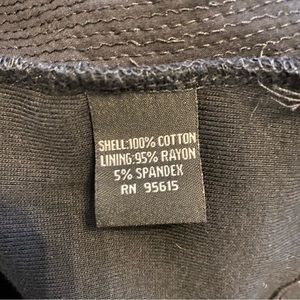 SHELL:100% COTTON
LINING:95% RAYON
5% SPANDEX
RN 95615